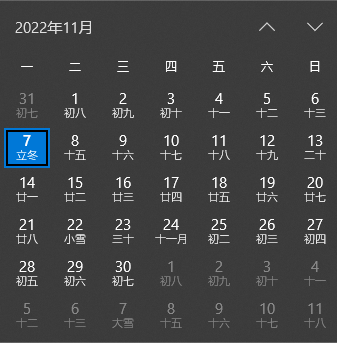 2022年11月
一 二 三 四 五 六 日
31 1 2 3 4 5 6
初七 初八 初九 初十 十一 十二 十三
7 8 9 10 11 12 13
立冬 十五 十六 十七 十八 十九 二十
14 15 16 17 18 19 20
廿一 廿二 廿三 廿四 廿五 廿六 廿七
21 22 23 24 25 26 27
廿八 小雪 三十 十一月 初二 初三 初四
28 29 30 1 2 3 4
初五 初六 初七 初八 初九 初十 十一
5 6 7 8 9 10 11
十二 十三 大雪 十五 十六 十七 十八